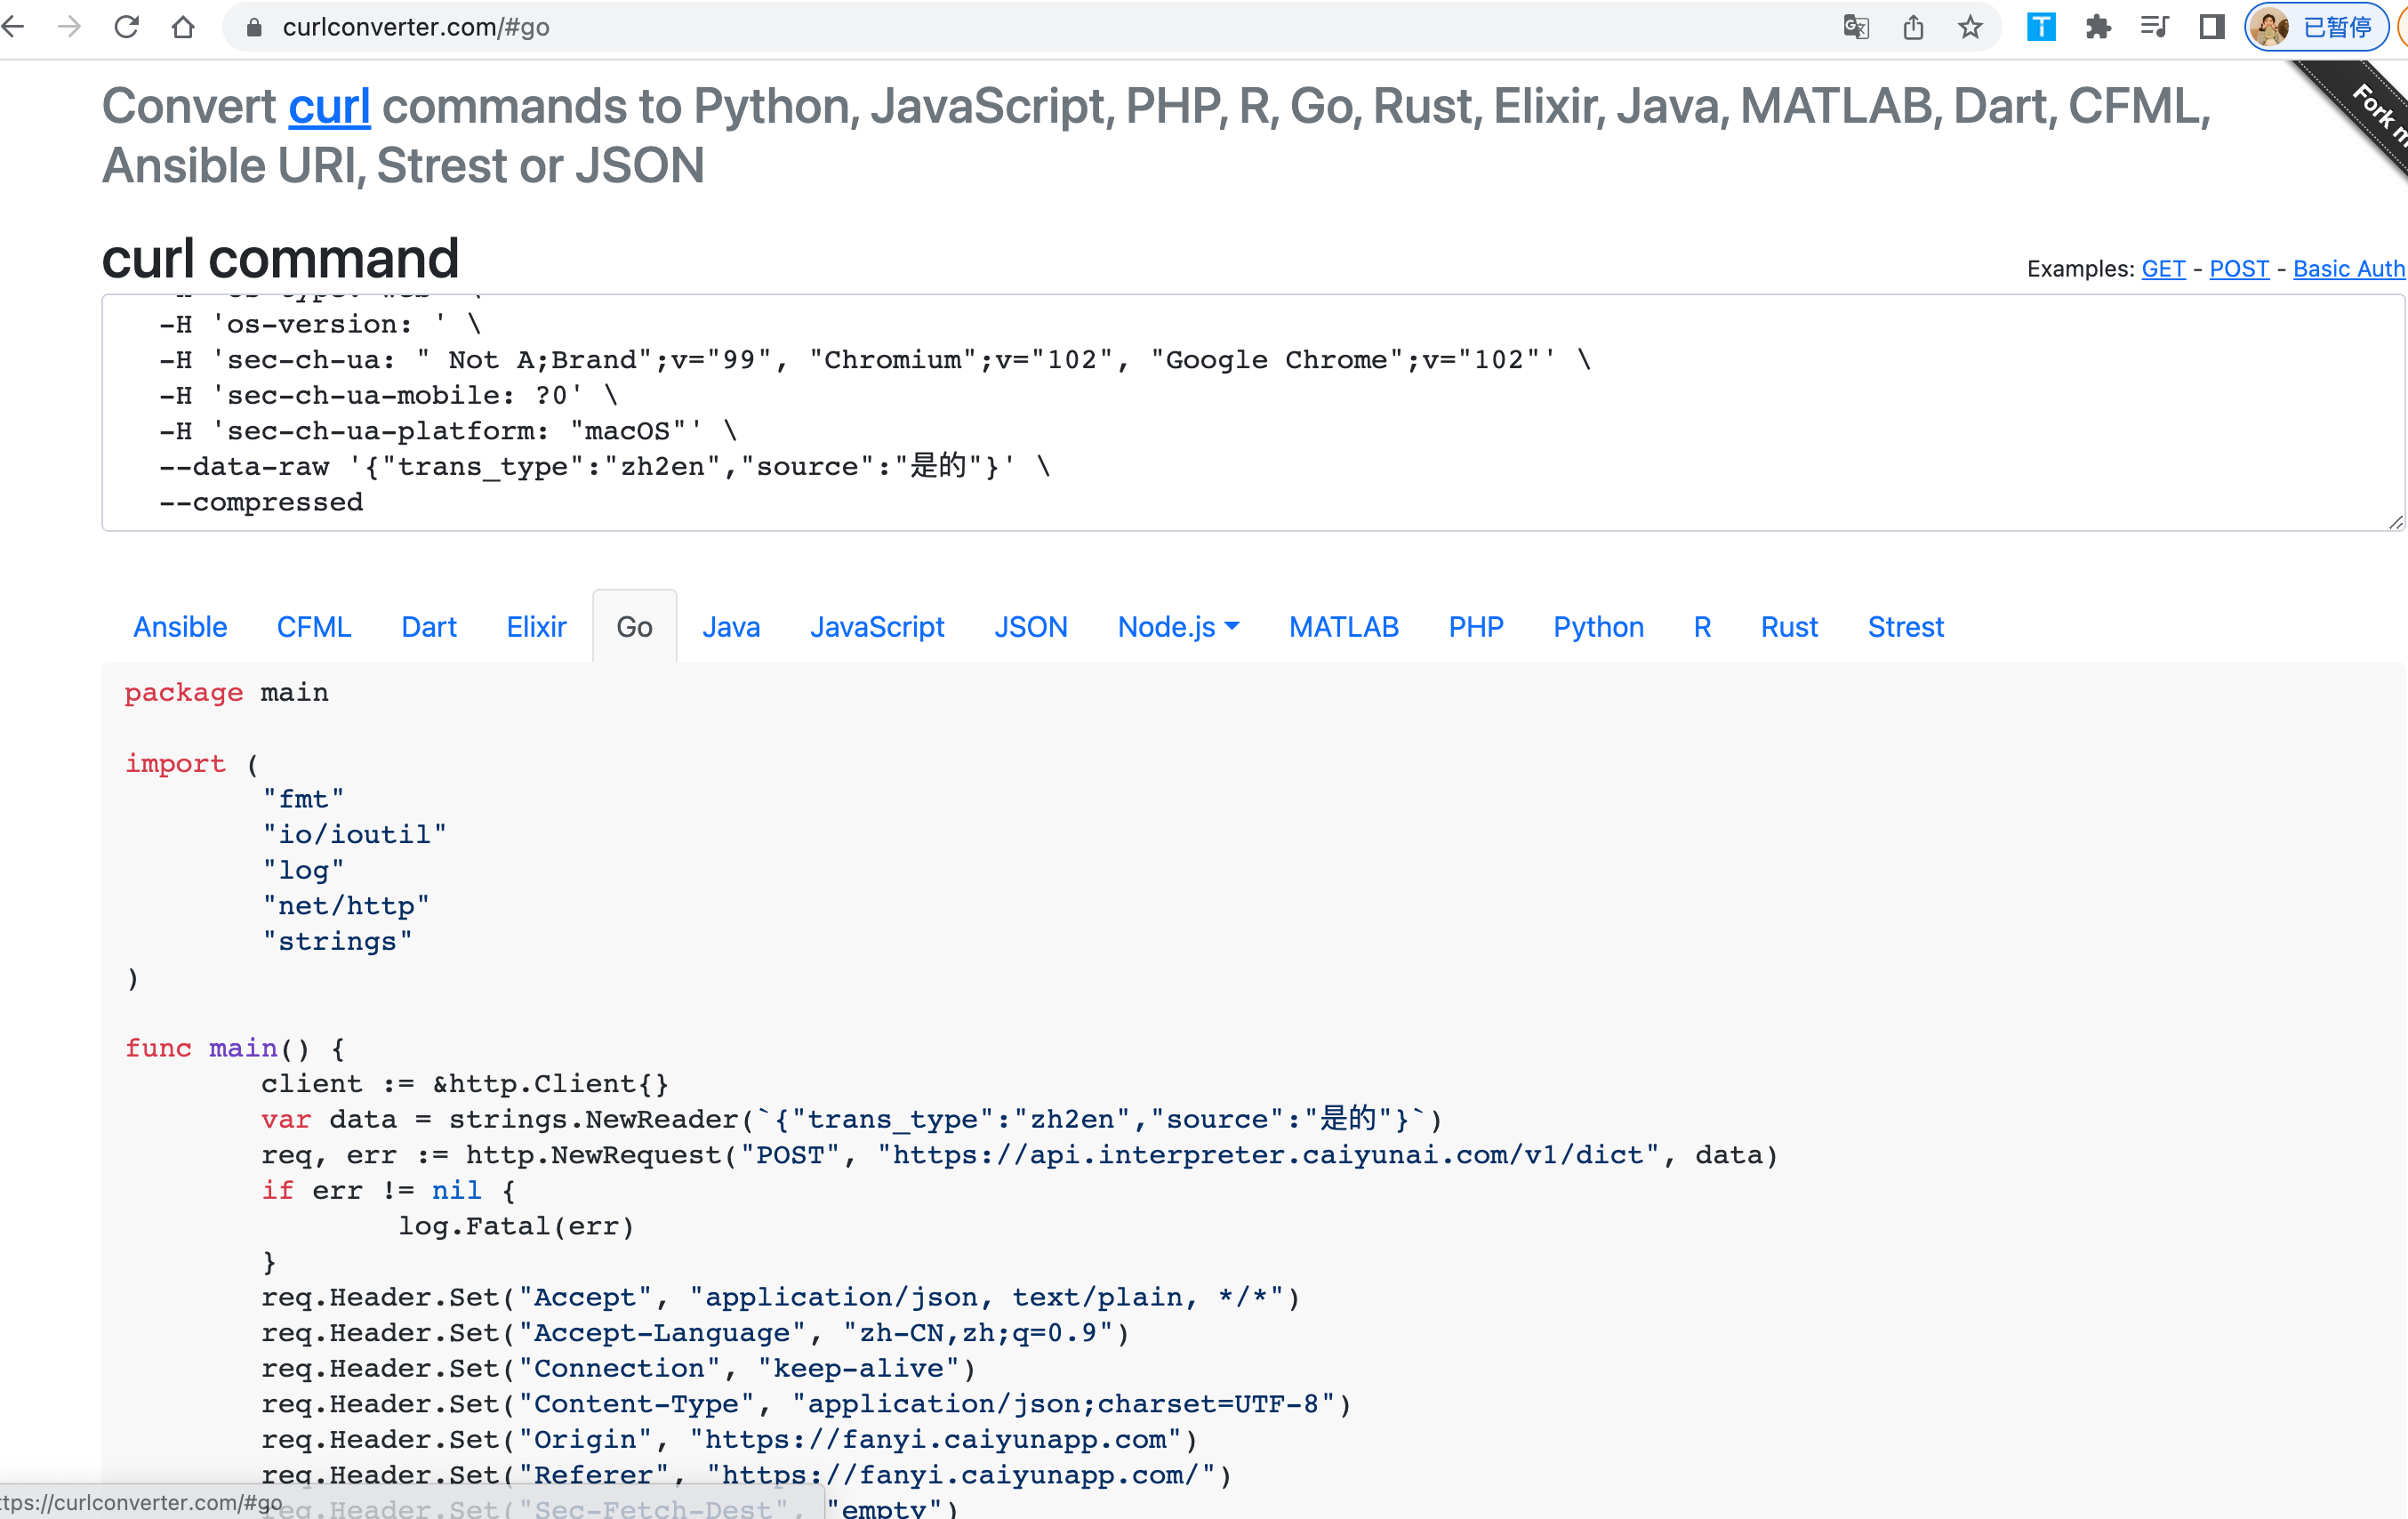 curlconverter.com/#go
已暂停
Fork m
Convert curl commands to Python, JavaScript, PHP, R, Go, Rust, Elixir, Java, MATLAB, Dart, CFML,
Ansible URI, Strest or JSON
curl command
Examples: GET - POST - Basic Auth
-H 'os-version: ' \
-H 'sec-ch-ua: " Not A;Brand";v="99", "Chromium";v="102", "Google Chrome";v="102"' \
-H 'sec-ch-ua-mobile: ?0' \
-H 'sec-ch-ua-platform: "macOS"' \
--data-raw '{"trans_type":"zh2en","source":"是的"}' \
--compressed
Ansible CFML Dart Elixir Go Java JavaScript JSON Node.js MATLAB PHP Python R Rust Strest
package main
import (
"fmt"
"io/ioutil"
"log"
"net/http"
"strings"
)
func main() {
client := &http.Client{}
var data = strings.NewReader(`{"trans_type":"zh2en","source":"是的"}`)
req, err := http.NewRequest("POST", "https://api.interpreter.caiyunai.com/v1/dict", data)
if err != nil {
log.Fatal(err)
}
req.Header.Set("Accept", "application/json, text/plain, */*")
req.Header.Set("Accept-Language", "zh-CN,zh;q=0.9")
req.Header.Set("Connection", "keep-alive")
req.Header.Set("Content-Type", "application/json;charset=UTF-8")
req.Header.Set("Origin", "https://fanyi.caiyunapp.com")
req.Header.Set("Referer", "https://fanyi.caiyunapp.com/")
req.Header.Set("Sec-Fetch-Dest", "empty")
ttps://curlconverter.com/#go